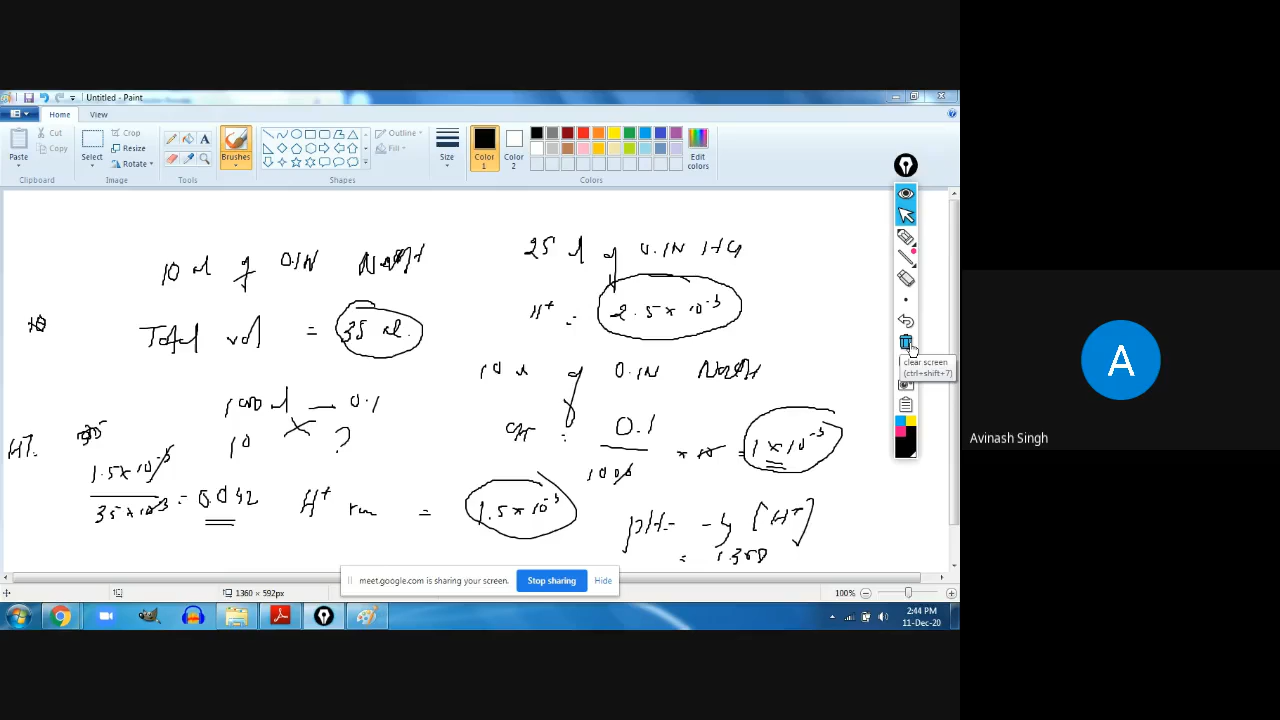 Untitled - Paint
Home View
Paste
Cut
Copy
Clipboard
Select
Crop
Resize
Rotate
Image
Tools
Brushes
Shapes
Outline
Fill
Size
Color 1
Color 2
Edit colors
Colors
10 ml of 0.1N NaOH
25 ml of 0.1N HCl
H+ = 2.5 x 10-3
Total vol = 35 ml.
10 ml of 0.1N NaOH
1000 ml — 0.1
10 ?
0.1
1000
= 1 x 10-3
1.5 x 10-3
35 x 10-3
= 0.042
H+ = 1.5 x 10-3
pH = - log [H+]
=
clear screen
(ctrl+shift+7)
Avinash Singh
A
meet.google.com is sharing your screen.
Stop sharing
Hide
1360 × 592px
100%
2:44 PM
11-Dec-20